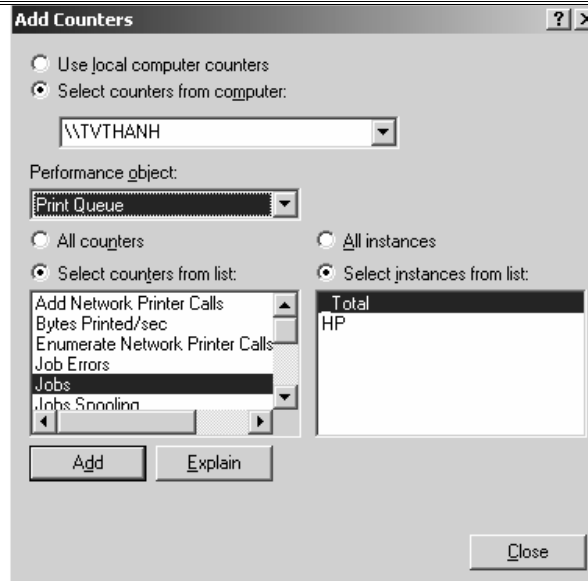 Add Counters
Use local computer counters
Select counters from computer:
\\TVTHANH
Performance object:
Print Queue
All counters
All instances
Select counters from list:
Select instances from list:
Add Network Printer Calls
Bytes Printed/sec
Enumerate Network Printer Calls
Job Errors
Jobs
Jobs Spooling
_Total
HP
Add
Explain
Close